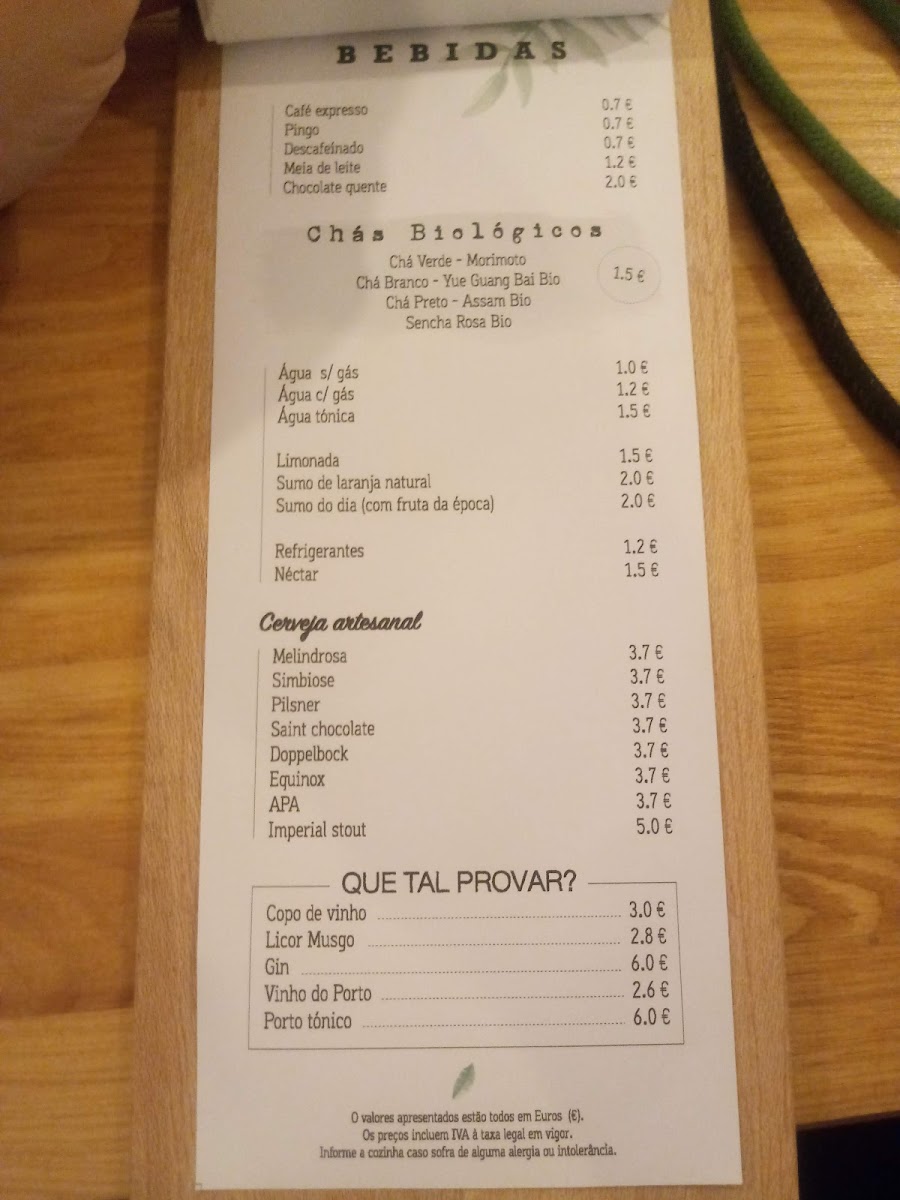 BEBIDAS
Café expresso 0.7 €
Pingo 0.7 €
Descafeinado 0.7 €
Meia de leite 1.2 €
Chocolate quente 2.0 €
Chás Biológicos
Chá Verde - Morimoto
Chá Branco - Yue Guang Bai Bio 1.5 €
Chá Preto - Assam Bio
Sencha Rosa Bio
Água s/ gás 1.0 €
Água c/ gás 1.2 €
Água tónica 1.5 €
Limonada 1.5 €
Sumo de laranja natural 2.0 €
Sumo do dia (com fruta da época) 2.0 €
Refrigerantes 1.2 €
Néctar 1.5 €
Cerveja artesanal
Melindrosa 3.7 €
Simbiose 3.7 €
Pilsner 3.7 €
Saint chocolate 3.7 €
Doppelbock 3.7 €
Equinox 3.7 €
APA 3.7 €
Imperial stout 5.0 €
QUE TAL PROVAR?
Copo de vinho 3.0 €
Licor Musgo 2.8 €
Gin 6.0 €
Vinho do Porto 2.6 €
Porto tónico 6.0 €
O valores apresentados estão todos em Euros (€).
Os preços incluem IVA à taxa legal em vigor.
Informe a cozinha caso sofra de alguma alergia ou intolerância.